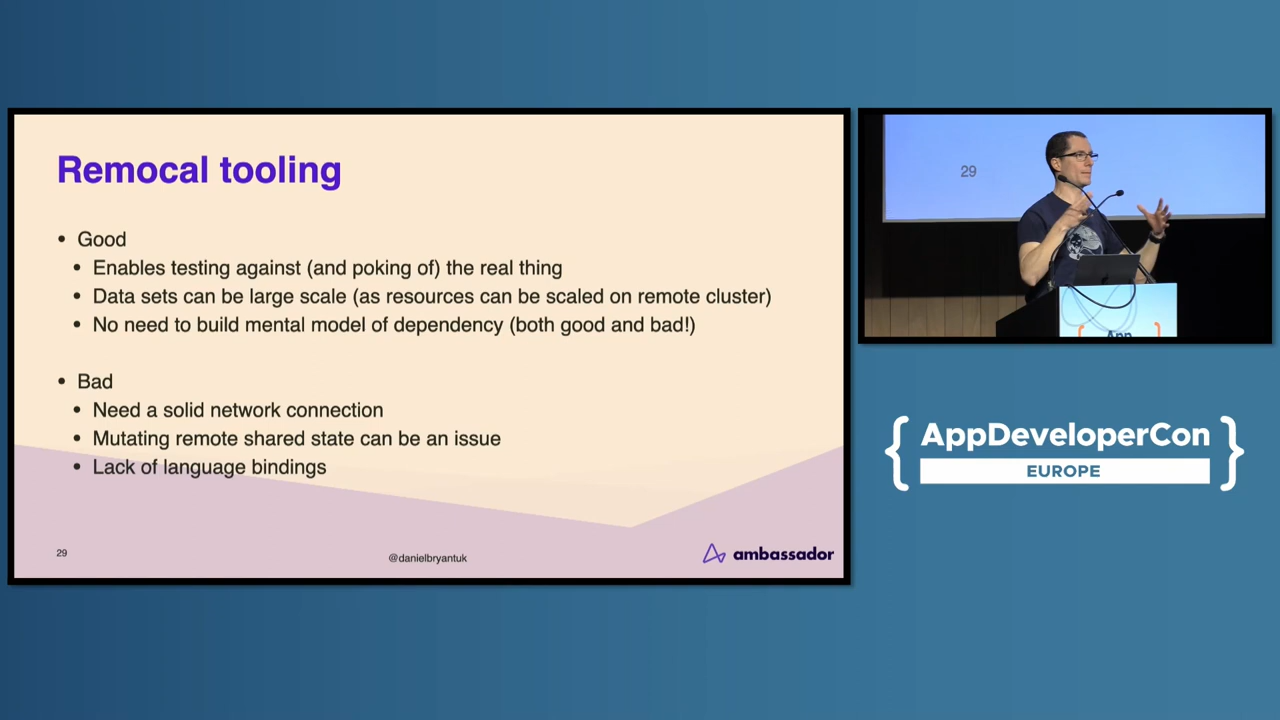 Remocal tooling
• Good
• Enables testing against (and poking of) the real thing
• Data sets can be large scale (as resources can be scaled on remote cluster)
• No need to build mental model of dependency (both good and bad!)
• Bad
• Need a solid network connection
• Mutating remote shared state can be an issue
• Lack of language bindings
29
@danielbryantuk
ambassador
29
App
{ AppDeveloperCon }
EUROPE